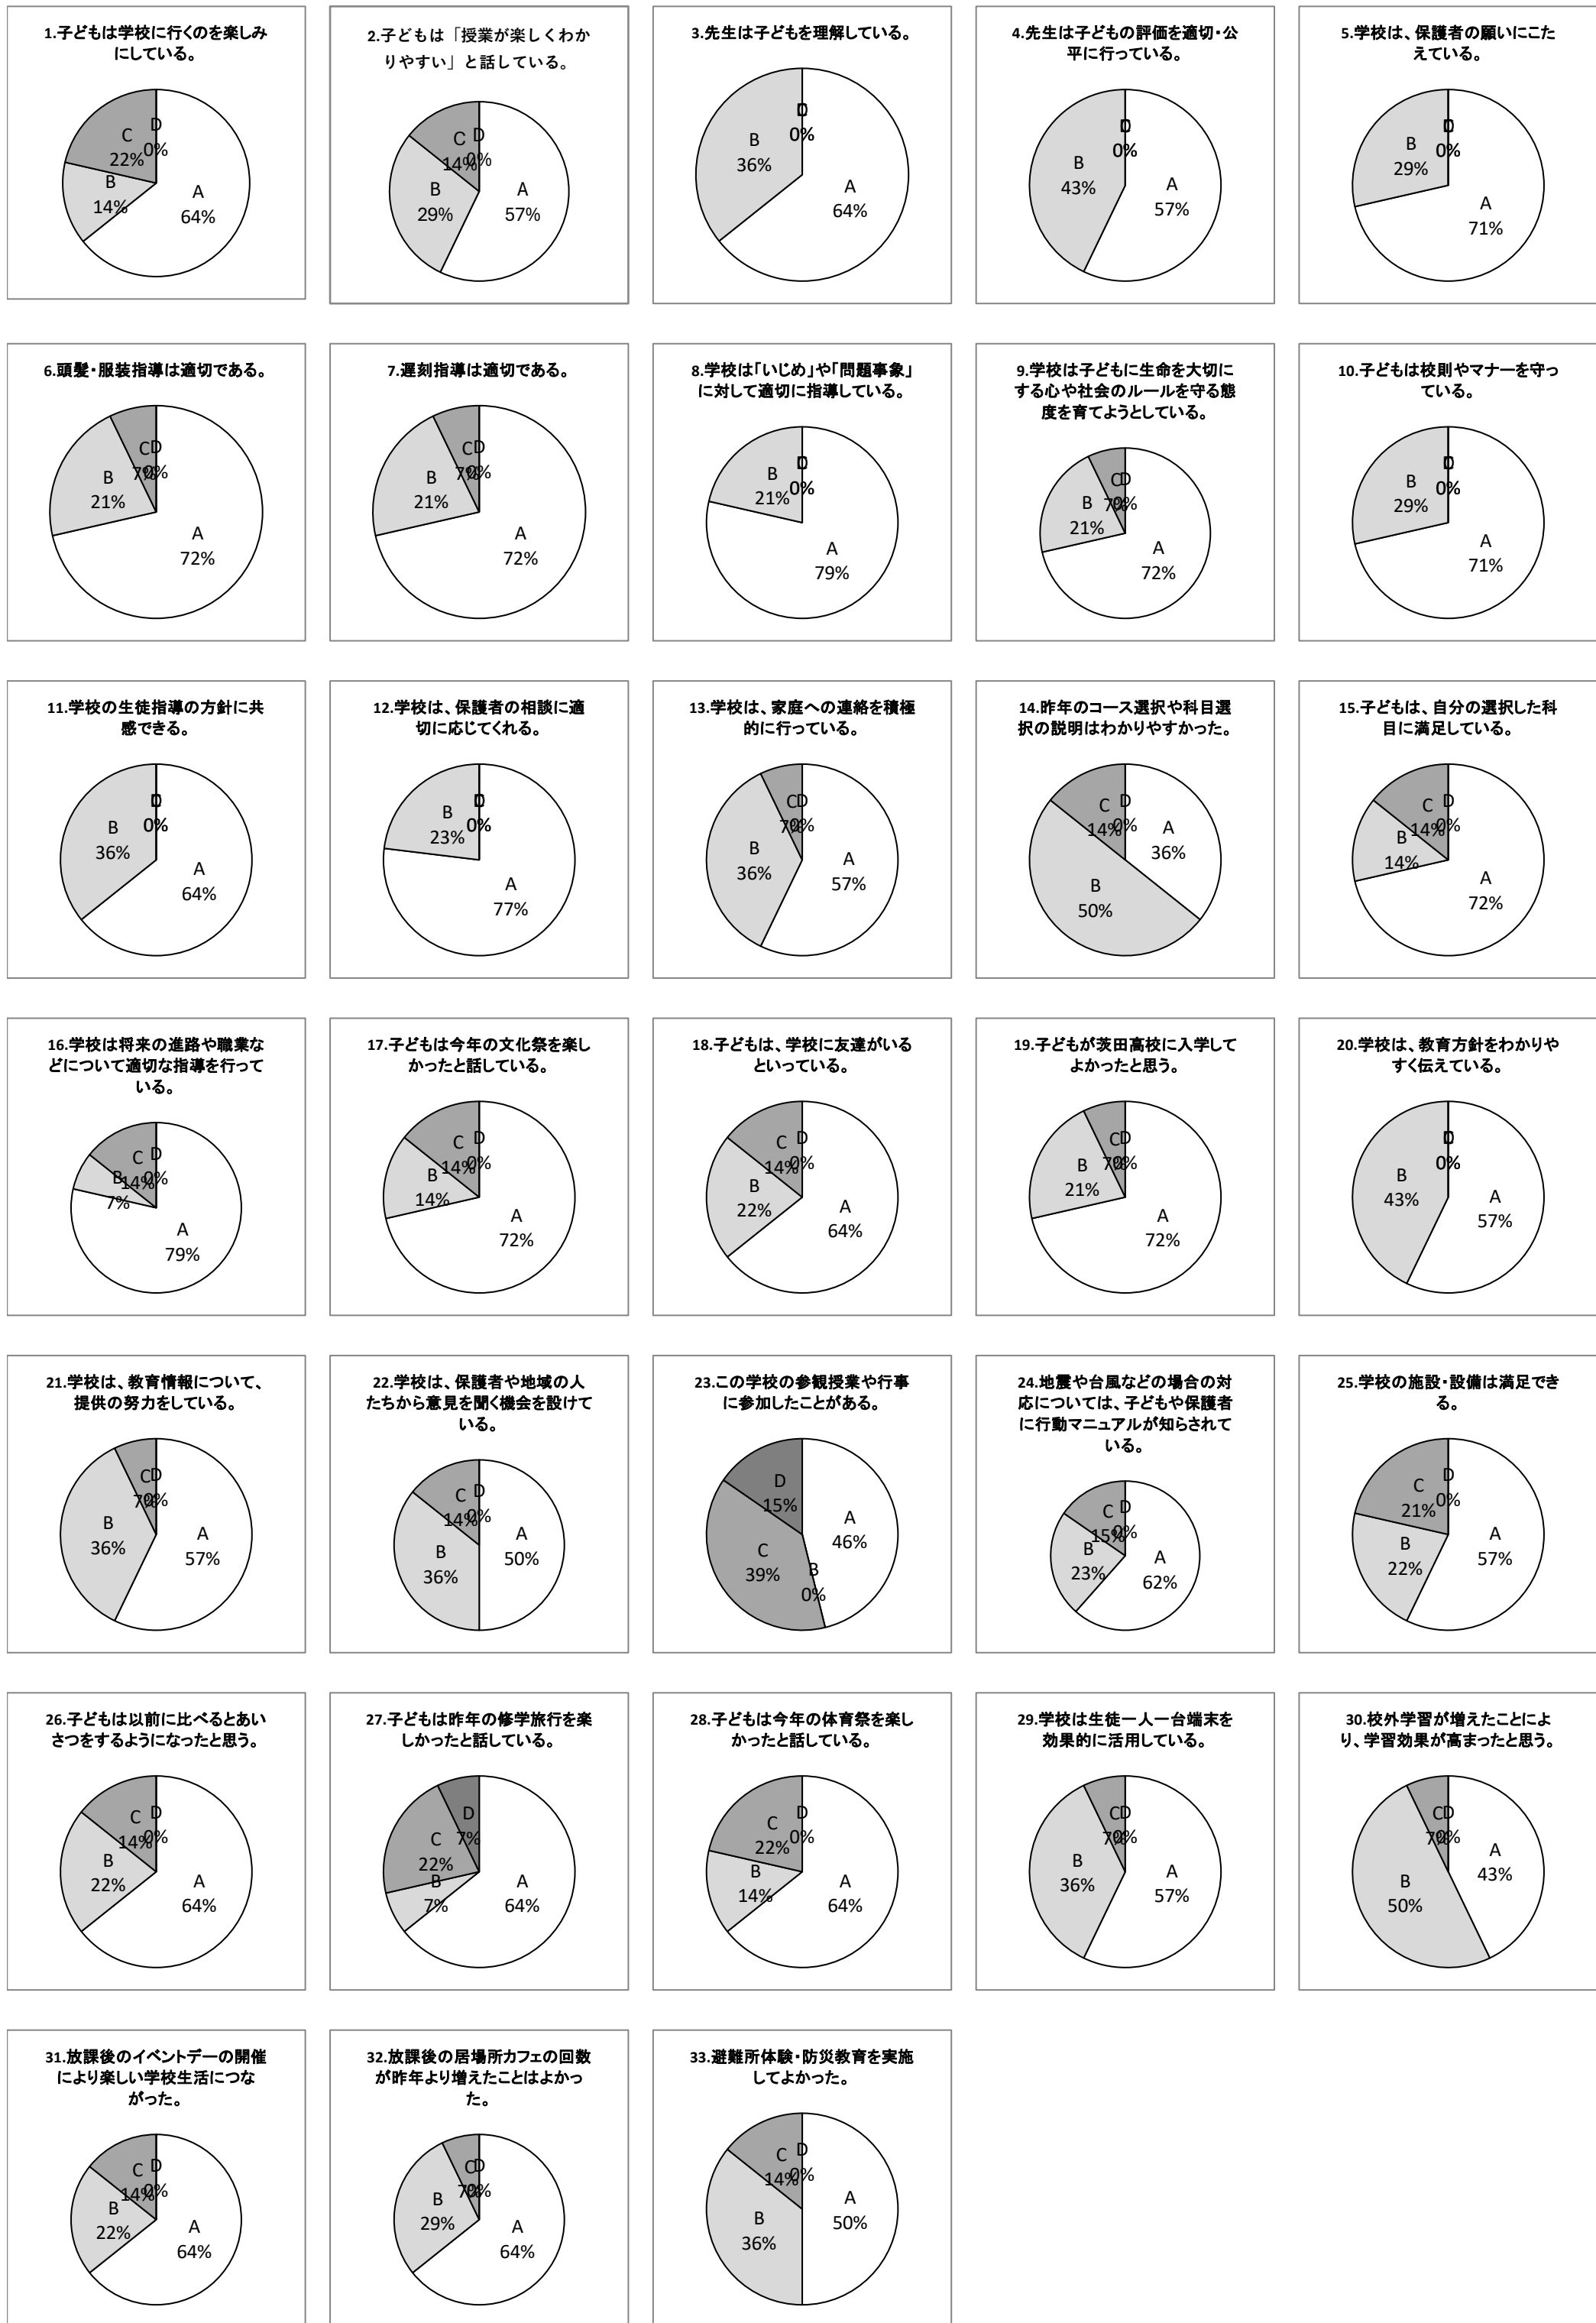 1.子どもは学校に行くのを楽しみ
にしている。
A
64%
B
14%
C
22%
D
0%
2.子どもは「授業が楽しくわか
りやすい」と話している。
A
57%
B
29%
C
14%
D
0%
3.先生は子どもを理解している。
A
64%
B
36%
D
0%
4.先生は子どもの評価を適切・公
平に行っている。
A
57%
B
43%
D
0%
5.学校は、保護者の願いにこた
えている。
A
71%
B
29%
D
0%
6.頭髪・服装指導は適切である。
A
72%
B
21%
C
7%
D
0%
7.遅刻指導は適切である。
A
72%
B
21%
C
7%
D
0%
8.学校は「いじめ」や「問題事象」
に対して適切に指導している。
A
79%
B
21%
D
0%
9.学校は子どもに生命を大切に
する心や社会のルールを守る態
度を育てようとしている。
A
72%
B
21%
C
7%
D
0%
10.子どもは校則やマナーを守っ
ている。
A
71%
B
29%
D
0%
11.学校の生徒指導の方針に共
感できる。
A
64%
B
36%
D
0%
12.学校は、保護者の相談に適
切に応じてくれる。
A
77%
B
23%
D
0%
13.学校は、家庭への連絡を積極
的に行っている。
A
57%
B
36%
C
7%
D
0%
14.昨年のコース選択や科目選
択の説明はわかりやすかった。
A
36%
B
50%
C
14%
D
0%
15.子どもは、自分の選択した科
目に満足している。
A
72%
B
14%
C
14%
D
0%
16.学校は将来の進路や職業な
どについて適切な指導を行って
いる。
A
79%
B
7%
C
14%
D
0%
17.子どもは今年の文化祭を楽し
かったと話している。
A
72%
B
14%
C
14%
D
0%
18.子どもは、学校に友達がいる
といっている。
A
64%
B
22%
C
14%
D
0%
19.子どもが茨田高校に入学して
よかったと思う。
A
72%
B
21%
C
7%
D
0%
20.学校は、教育方針をわかりや
すく伝えている。
A
57%
B
43%
D
0%
21.学校は、教育情報について、
提供の努力をしている。
A
57%
B
36%
C
7%
D
0%
22.学校は、保護者や地域の人
たちから意見を聞く機会を設けて
いる。
A
50%
B
36%
C
14%
D
0%
23.この学校の参観授業や行事
に参加したことがある。
A
46%
B
0%
C
39%
D
15%
24.地震や台風などの場合の対
応については、子どもや保護者
に行動マニュアルが知らされて
いる。
A
62%
B
23%
C
15%
D
0%
25.学校の施設・設備は満足でき
る。
A
57%
B
22%
C
21%
D
0%
26.子どもは以前に比べるとあい
さつをするようになったと思う。
A
64%
B
22%
C
14%
D
0%
27.子どもは昨年の修学旅行を楽
しかったと話している。
A
64%
B
7%
C
22%
D
7%
28.子どもは今年の体育祭を楽し
かったと話している。
A
64%
B
14%
C
22%
D
0%
29.学校は生徒一人一台端末を
効果的に活用している。
A
57%
B
36%
C
7%
D
0%
30.校外学習が増えたことによ
り、学習効果が高まったと思う。
A
43%
B
50%
C
7%
D
0%
31.放課後のイベントデーの開催
により楽しい学校生活につな
がった。
A
64%
B
22%
C
14%
D
0%
32.放課後の居場所カフェの回数
が昨年より増えたことはよかっ
た。
A
64%
B
29%
C
7%
D
0%
33.避難所体験・防災教育を実施
してよかった。
A
50%
B
36%
C
14%
D
0%